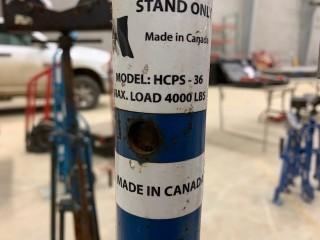 STAND ONLY
Made in Canada
MODEL: HCPS - 36
MAX. LOAD 4000 LBS
MADE IN CANADA